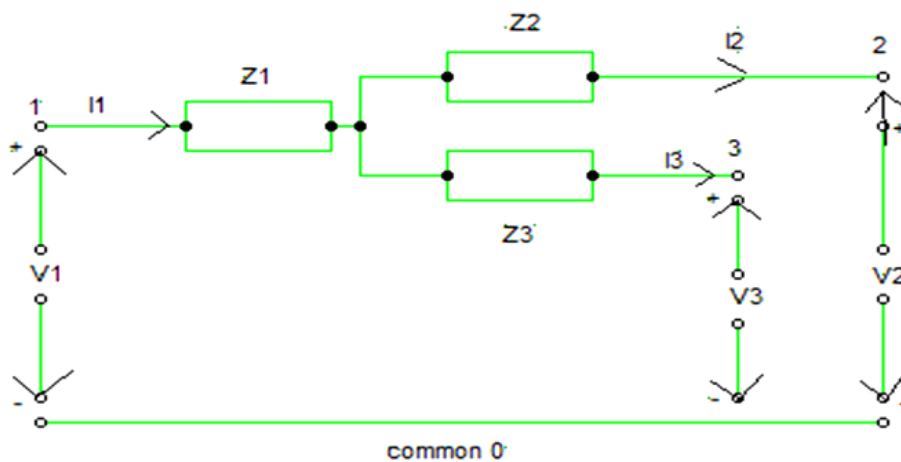 Z2
I2
2
Z1
1
I1
+
+
I3
3
+
Z3
V1
V3
V2
-
-
-
common 0